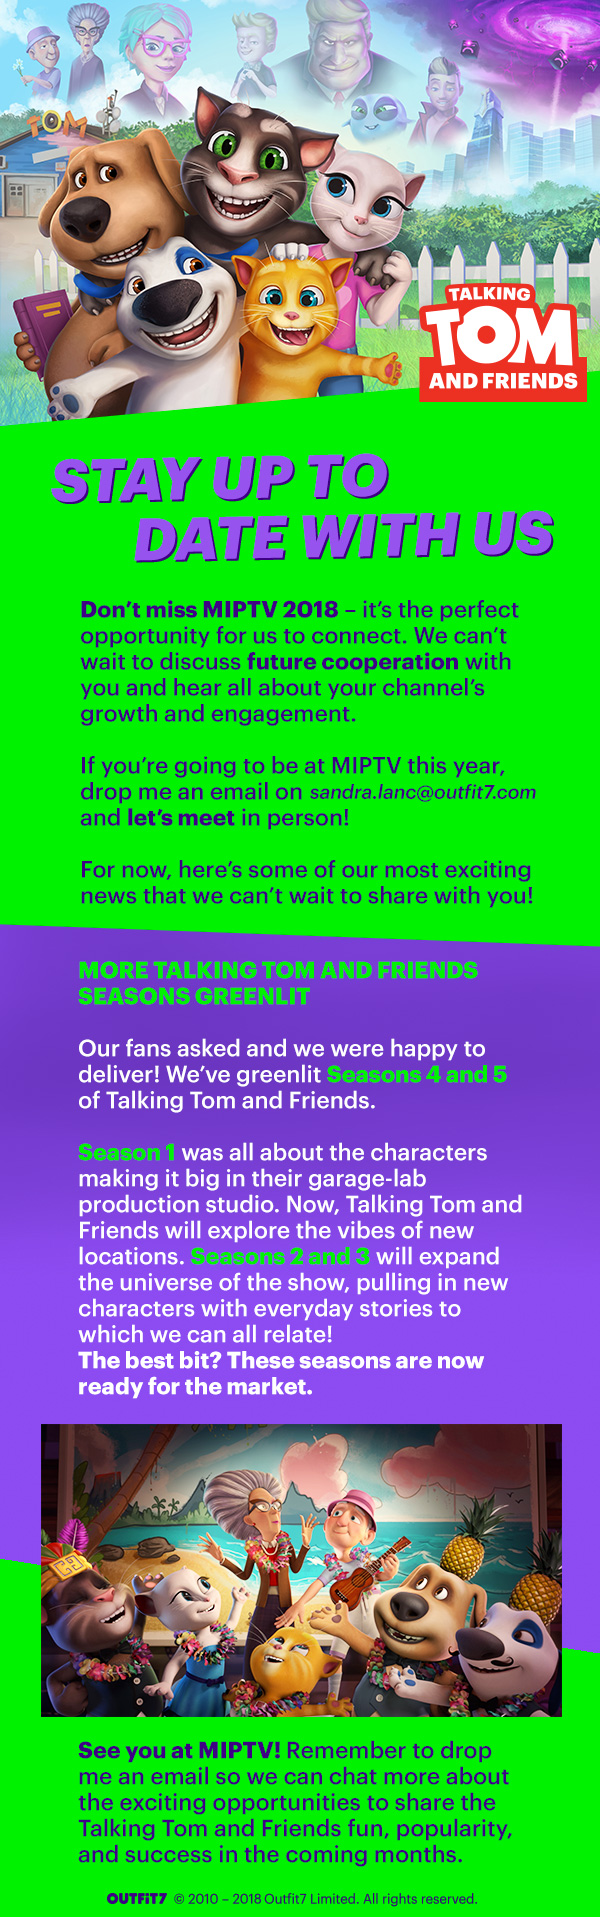 TOM
TALKING
TOM
AND FRIENDS
STAY UP TO
DATE WITH US
Don't miss MIPTV 2018 – it's the perfect
opportunity for us to connect. We can't
wait to discuss future cooperation with
you and hear all about your channel's
growth and engagement.
If you're going to be at MIPTV this year,
drop me an email on sandra.lanc@outfit7.com
and let's meet in person!
For now, here's some of our most exciting
news that we can't wait to share with you!
MORE TALKING TOM AND FRIENDS
SEASONS GREENLIT
Our fans asked and we were happy to
deliver! We've greenlit Seasons 4 and 5
of Talking Tom and Friends.
Season 1 was all about the characters
making it big in their garage-lab
production studio. Now, Talking Tom and
Friends will explore the vibes of new
locations. Seasons 2 and 3 will expand
the universe of the show, pulling in new
characters with everyday stories to
which we can all relate!
The best bit? These seasons are now
ready for the market.
See you at MIPTV! Remember to drop
me an email so we can chat more about
the exciting opportunities to share the
Talking Tom and Friends fun, popularity,
and success in the coming months.
OUTFiT7 © 2010 – 2018 Outfit7 Limited. All rights reserved.